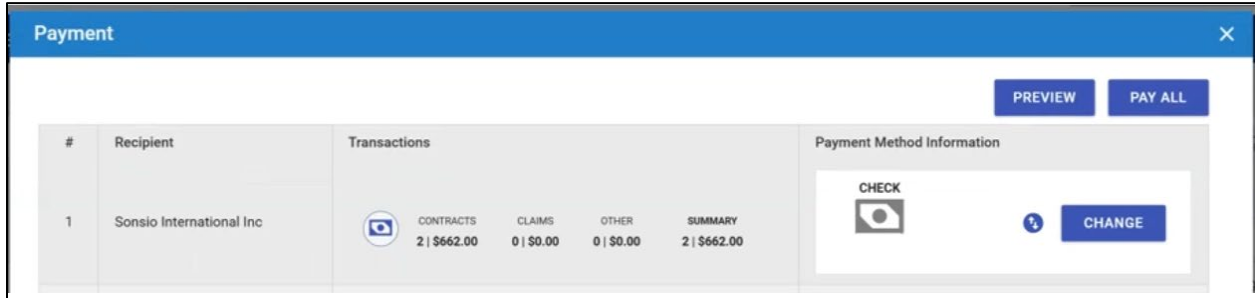 Payment
PREVIEW PAY ALL
# Recipient Transactions Payment Method Information
CHECK
1 Sonsio International Inc CONTRACTS CLAIMS OTHER SUMMARY CHANGE
2 | $662.00 0 | $0.00 0 | $0.00 2 | $662.00